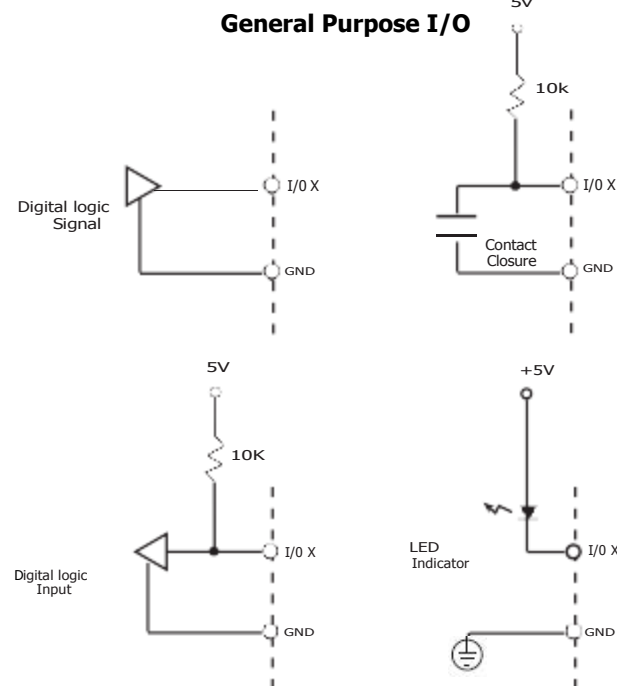 General Purpose I/O
5V
10k
Digital logic
Signal
I/0 X
GND
I/0 X
Contact
Closure
GND
5V
10K
Digital logic
Input
I/0 X
GND
+5V
LED
Indicator
I/0 X
GND